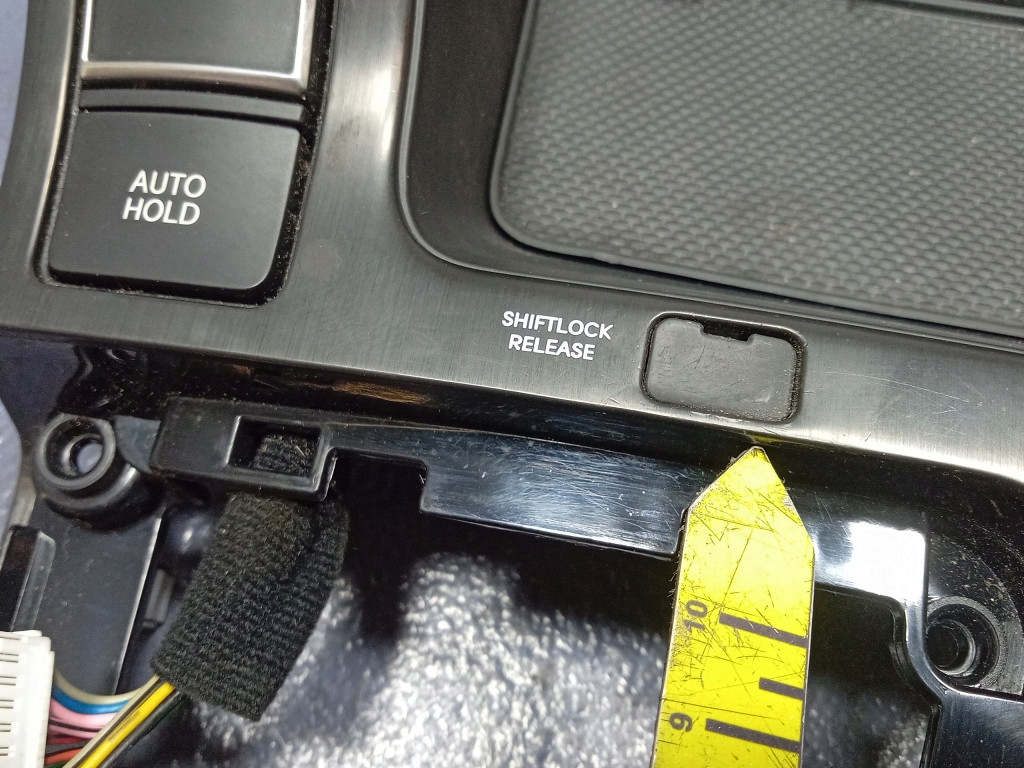 AUTO
HOLD
SHIFTLOCK
RELEASE
10
9